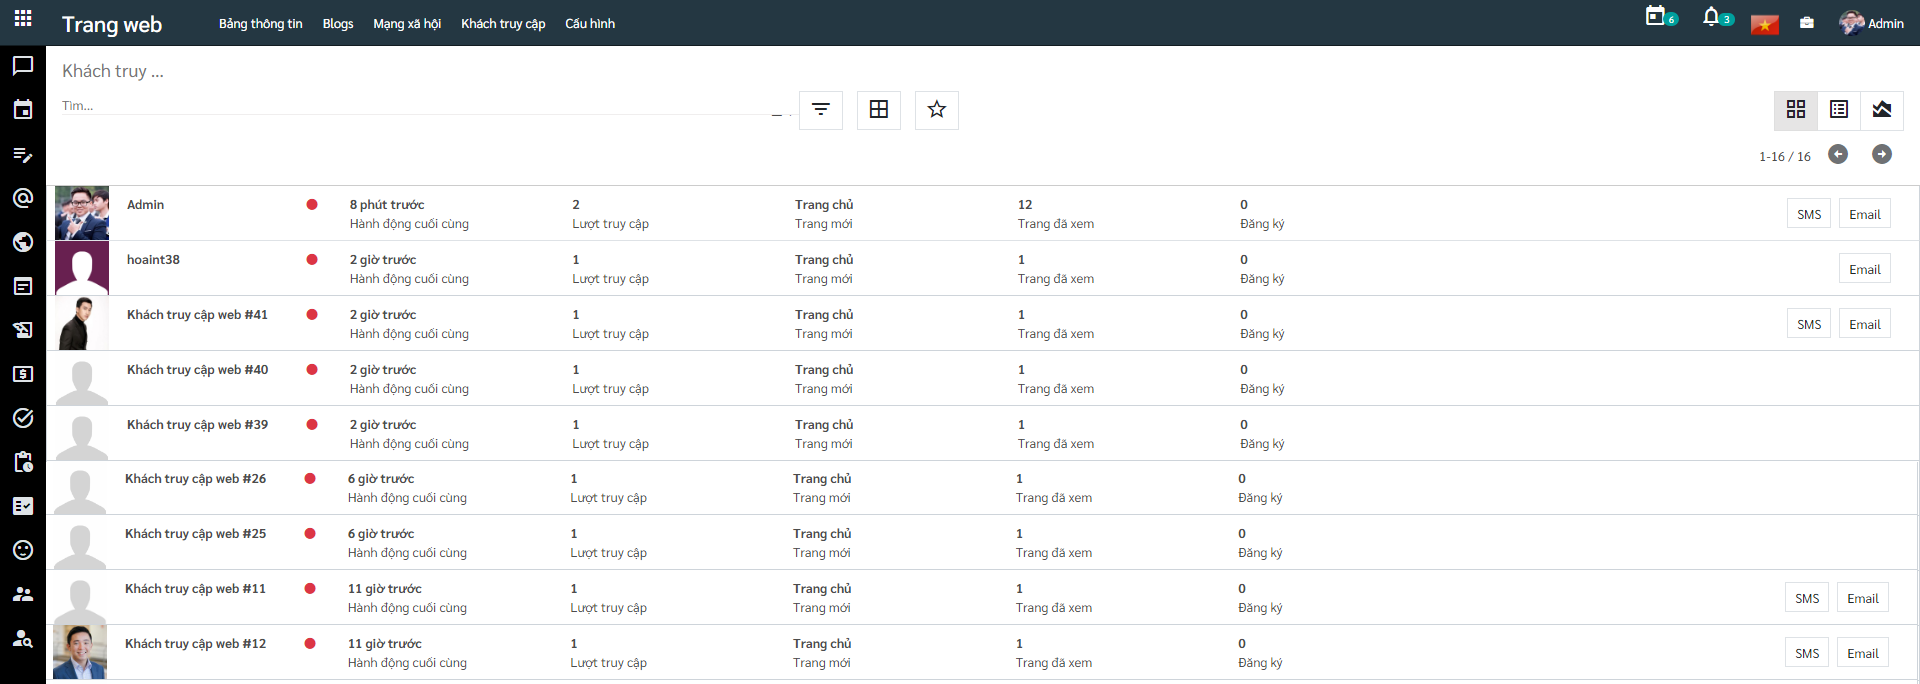 Trang web Bảng thông tin Blogs Mạng xã hội Khách truy cập Cấu hình 6 3 Admin
Khách truy ...
Tìm...
1-16 / 16
Admin 8 phút trước 2 Trang chủ 12 0 SMS Email
Hành động cuối cùng Lượt truy cập Trang mới Trang đã xem Đăng ký
hoaint38 2 giờ trước 1 Trang chủ 1 0 Email
Hành động cuối cùng Lượt truy cập Trang mới Trang đã xem Đăng ký
Khách truy cập web #41 2 giờ trước 1 Trang chủ 1 0 SMS Email
Hành động cuối cùng Lượt truy cập Trang mới Trang đã xem Đăng ký
Khách truy cập web #40 2 giờ trước 1 Trang chủ 1 0
Hành động cuối cùng Lượt truy cập Trang mới Trang đã xem Đăng ký
Khách truy cập web #39 2 giờ trước 1 Trang chủ 1 0
Hành động cuối cùng Lượt truy cập Trang mới Trang đã xem Đăng ký
Khách truy cập web #26 6 giờ trước 1 Trang chủ 1 0
Hành động cuối cùng Lượt truy cập Trang mới Trang đã xem Đăng ký
Khách truy cập web #25 6 giờ trước 1 Trang chủ 1 0
Hành động cuối cùng Lượt truy cập Trang mới Trang đã xem Đăng ký
Khách truy cập web #11 11 giờ trước 1 Trang chủ 1 0 SMS Email
Hành động cuối cùng Lượt truy cập Trang mới Trang đã xem Đăng ký
Khách truy cập web #12 11 giờ trước 1 Trang chủ 1 0 SMS Email
Hành động cuối cùng Lượt truy cập Trang mới Trang đã xem Đăng ký